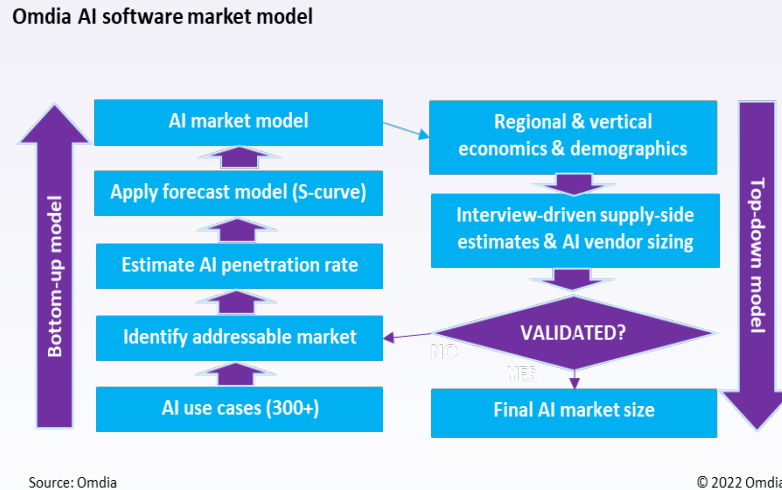 Omdia AI software market model
AI market model
Apply forecast model (S-curve)
Estimate AI penetration rate
Identify addressable market
AI use cases (300+)
Bottom-up model
Regional & vertical
economics & demographics
Interview-driven supply-side
estimates & AI vendor sizing
VALIDATED?
NO
YES
Final AI market size
Top-down model
Source: Omdia
© 2022 Omdia